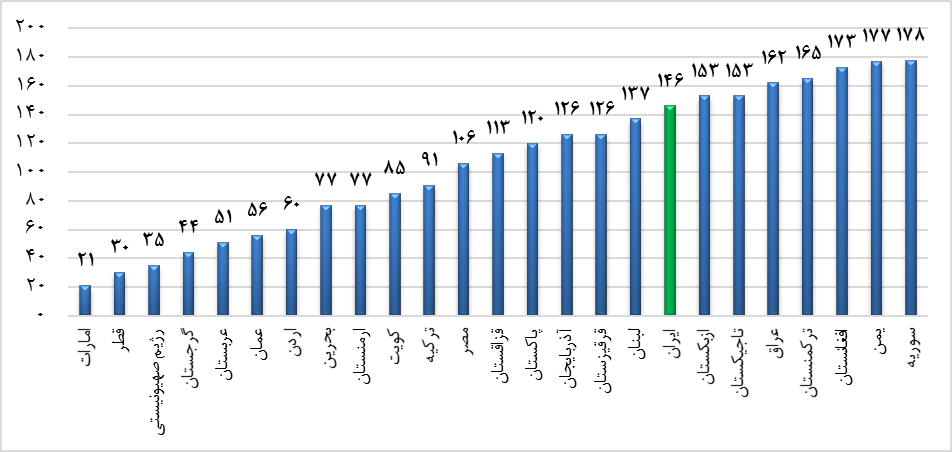 ۲۰۰
۱۸۰
۱۶۰
۱۴۰
۱۲۰
۱۰۰
۸۰
۶۰
۴۰
۲۰
۰
۲۱
۳۰
۳۵
۴۴
۵۱
۵۶
۶۰
۷۷
۷۷
۸۵
۹۱
۱۰۶
۱۱۳
۱۲۰
۱۲۶
۱۲۶
۱۳۷
۱۴۶
۱۵۳
۱۵۳
۱۶۲
۱۶۵
۱۷۳
۱۷۷
۱۷۸
امارات
قطر
رژیم صهیونیستی
گرجستان
عربستان
عمان
اردن
بحرین
ارمنستان
کویت
ترکیه
مصر
قزاقستان
پاکستان
آذربایجان
قرقیزستان
لبنان
ایران
ازبکستان
تاجیکستان
عراق
ترکمنستان
افغانستان
یمن
سوریه